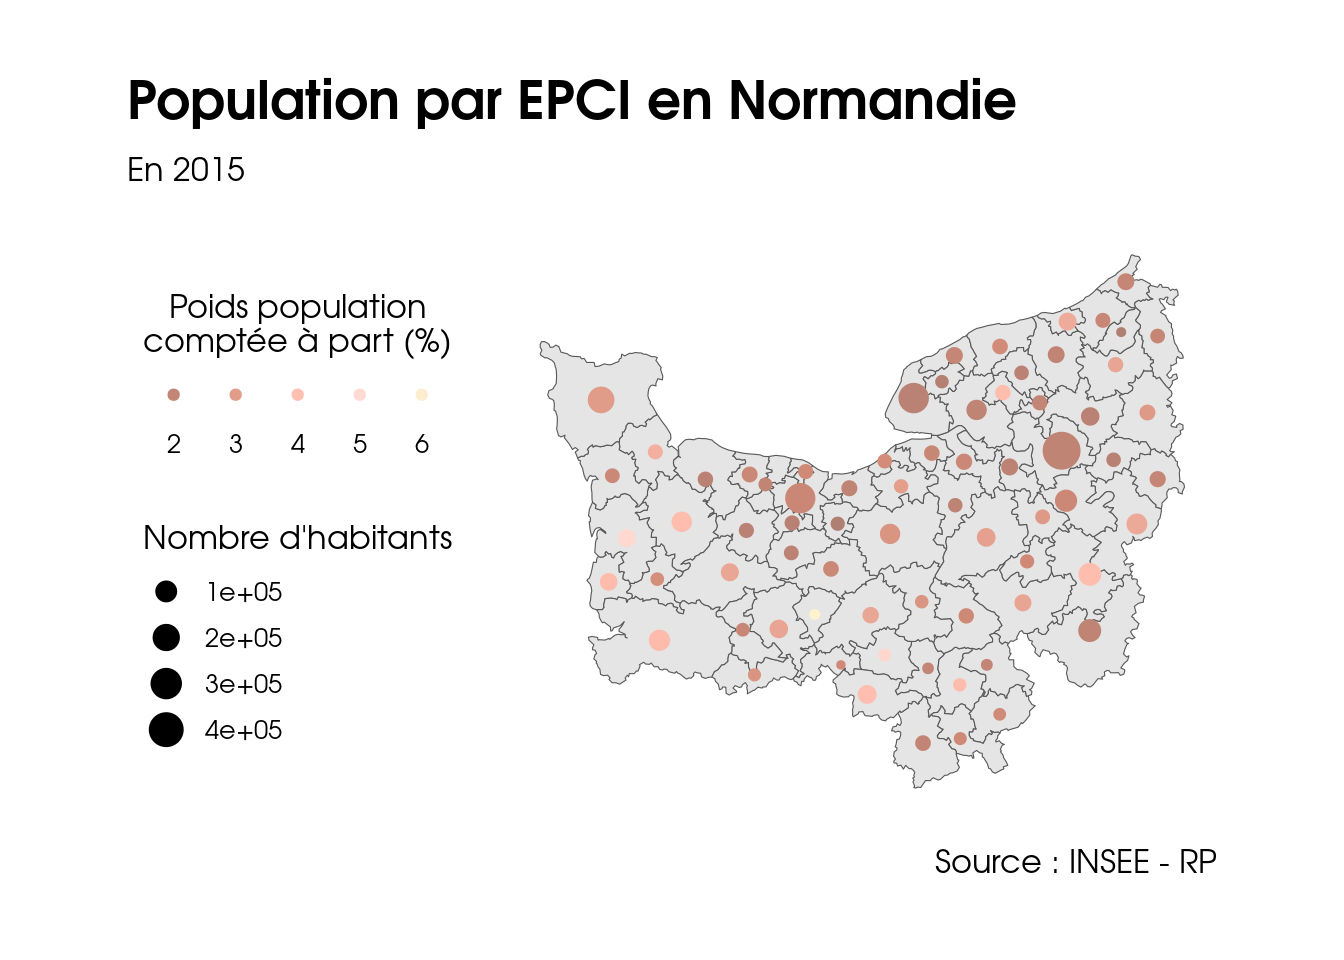 Population par EPCI en Normandie
En 2015
Poids population
comptée à part (%)
2 3 4 5 6
Nombre d'habitants
1e+05
2e+05
3e+05
4e+05
Source : INSEE - RP